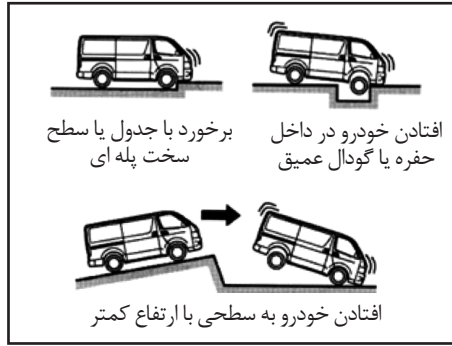 برخورد با جدول یا سطح
سخت پله ای
افتادن خودرو در داخل
حفره یا گودال عمیق
افتادن خودرو به سطحی با ارتفاع کمتر